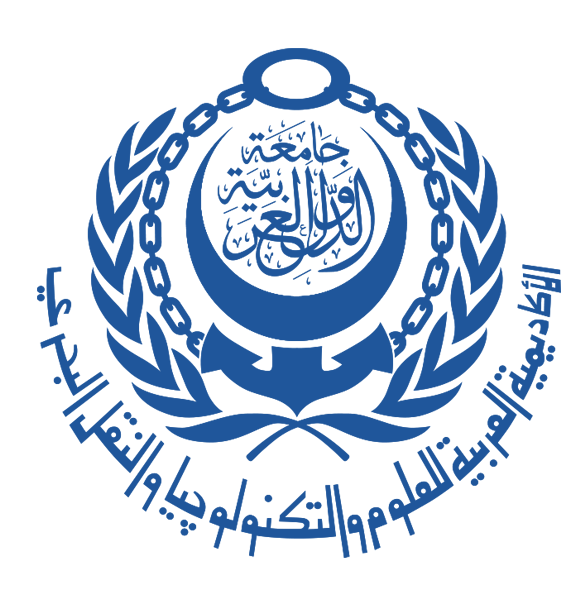 جامعة
الدول العربية
الأكاديمية العربية للعلوم والتكنولوجيا والنقل البحري